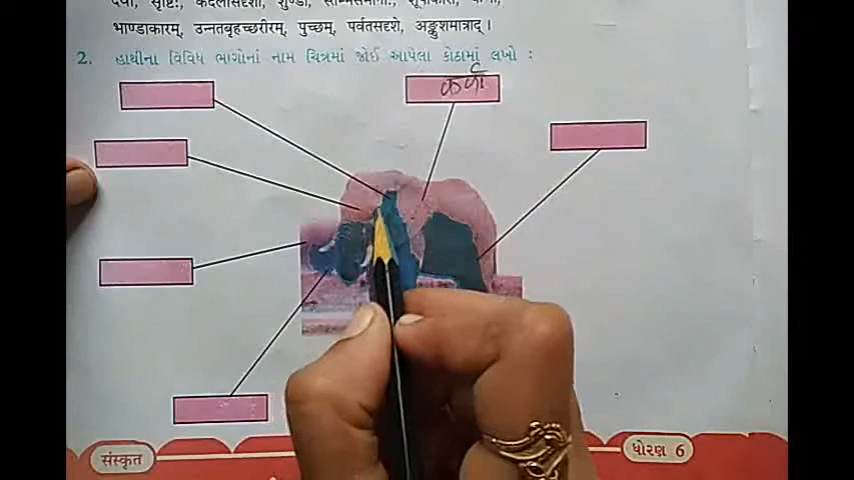 भाण्डाकारम्, उन्नतबृहच्छरीरम्, पुच्छम्, पर्वतसदृशे, अङ्कुशमात्राद् ।
2. હાથીના વિવિધ ભાગોનાં નામ ચિત્રમાં જોઈ આપેલા કોઠામાં લખો :
कर्ण
संस्कृत
ધોરણ 6